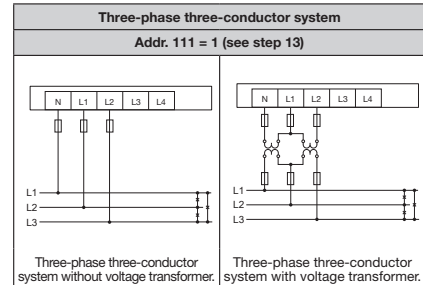 Three-phase three-conductor system
Addr. 111 = 1 (see step 13)
N L1 L2 L3 L4
L1
L2
L3
Three-phase three-conductor
system without voltage transformer.
N L1 L2 L3 L4
L1
L2
L3
Three-phase three-conductor
system with voltage transformer.